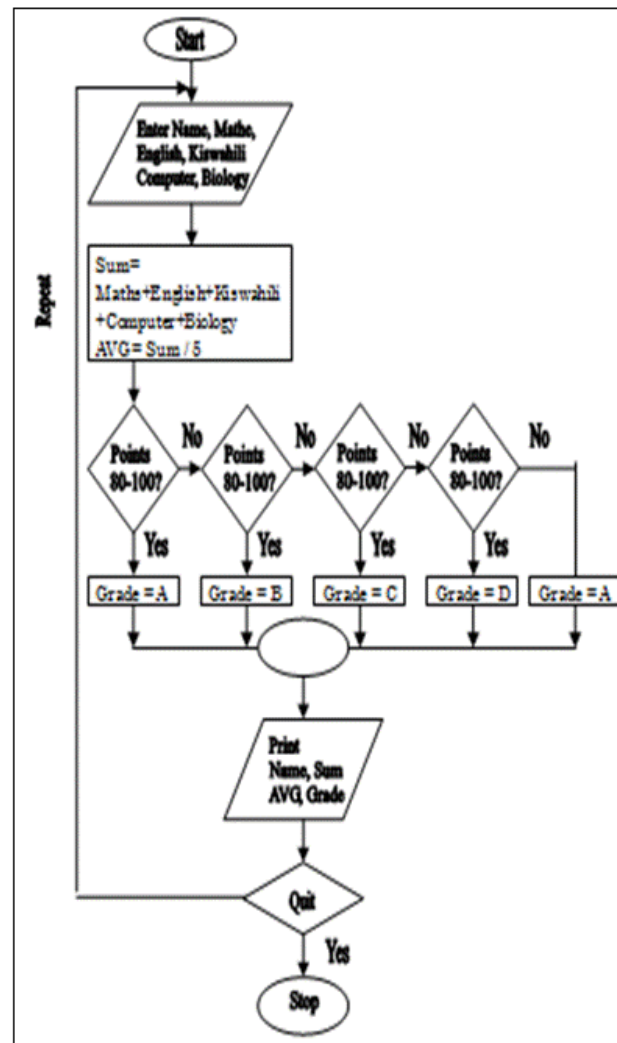 Start
Enter Name, Mathe,
English, Kiswahili
Computer, Biology
Repeat
Sum=
Maths+English+Kiswahili
+Computer+Biology
AVG= Sum / 5
No
No
No
No
Points
80-100?
Points
80-100?
Points
80-100?
Points
80-100?
Yes
Yes
Yes
Yes
Grade = A
Grade = B
Grade = C
Grade = D
Grade = A
Print
Name, Sum
AVG, Grade
Quit
Yes
Stop